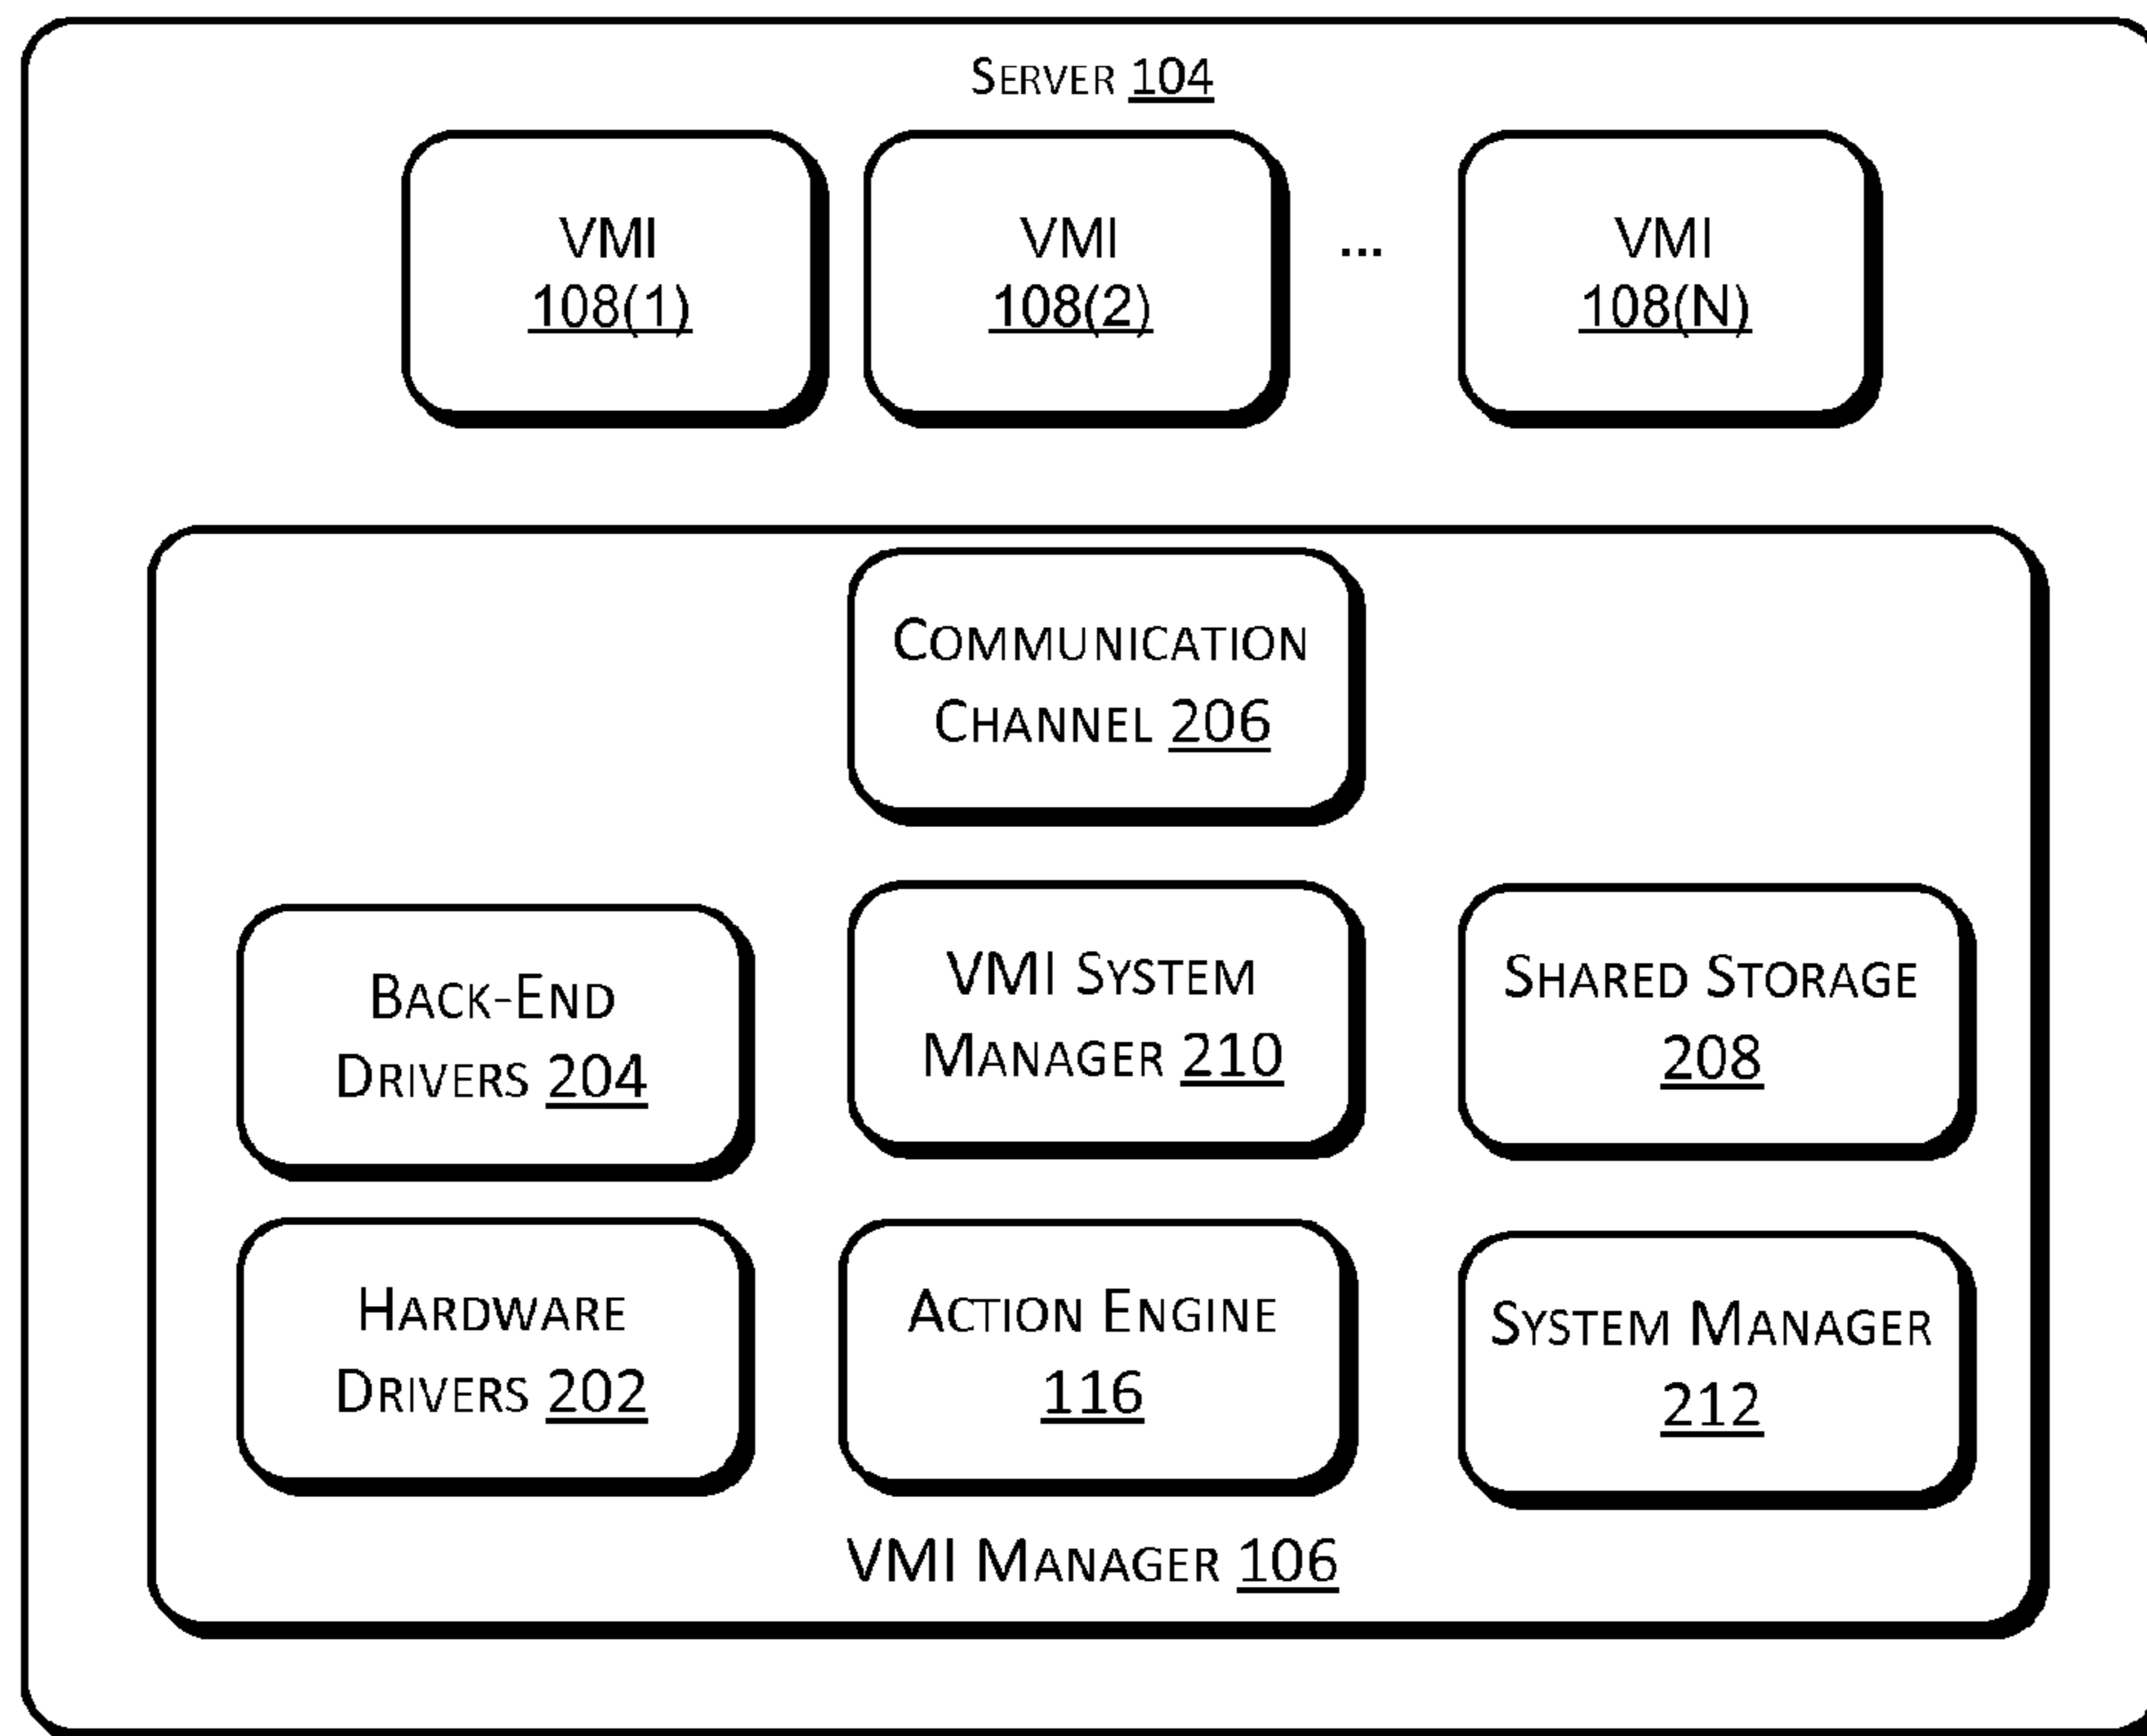 SERVER 104
VMI
108(1)
VMI
108(2)
...
VMI
108(N)
COMMUNICATION
CHANNEL 206
BACK-END
DRIVERS 204
VMI SYSTEM
MANAGER 210
SHARED STORAGE
208
HARDWARE
DRIVERS 202
ACTION ENGINE
116
SYSTEM MANAGER
212
VMI MANAGER 106